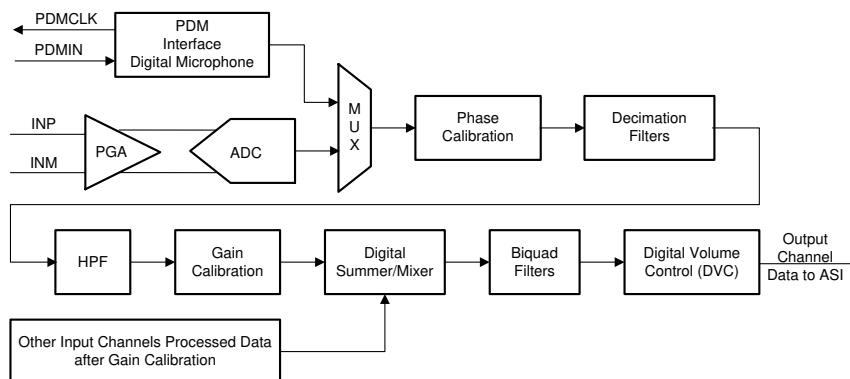 PDMCLK
PDMIN
PDM
Interface
Digital Microphone
INP
INM
PGA
ADC
M
U
X
Phase
Calibration
Decimation
Filters
HPF
Gain
Calibration
Digital
Summer/Mixer
Biquad
Filters
Digital Volume
Control (DVC)
Output
Channel
Data to ASI
Other Input Channels Processed Data
after Gain Calibration